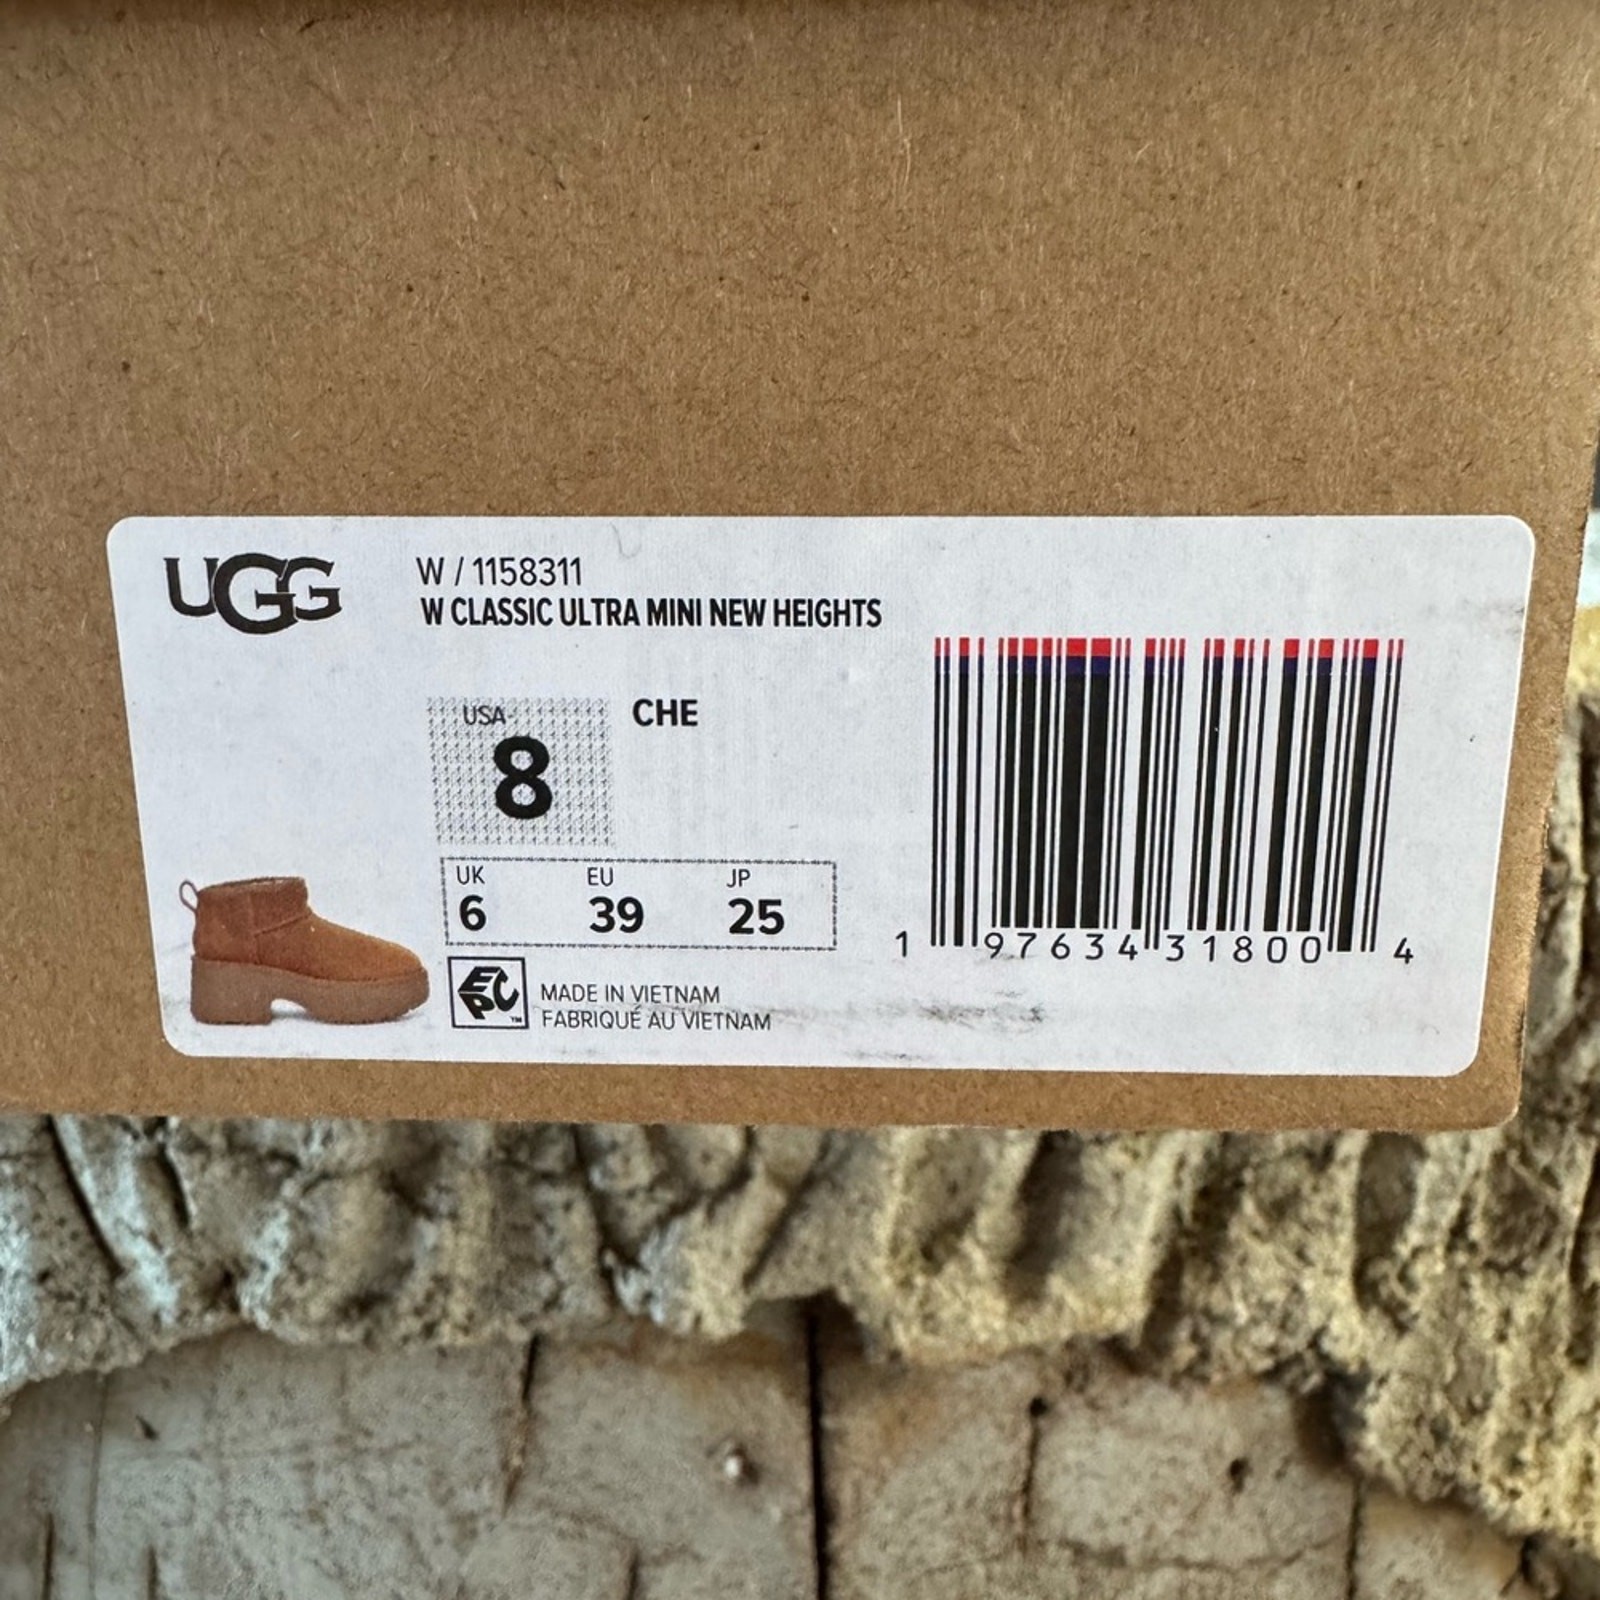 UGG
W / 1158311
W CLASSIC ULTRA MINI NEW HEIGHTS
USA
8
CHE
UK EU JP
6 39 25
EPC™
MADE IN VIETNAM
FABRIQUÉ AU VIETNAM
1 97634 31800 4